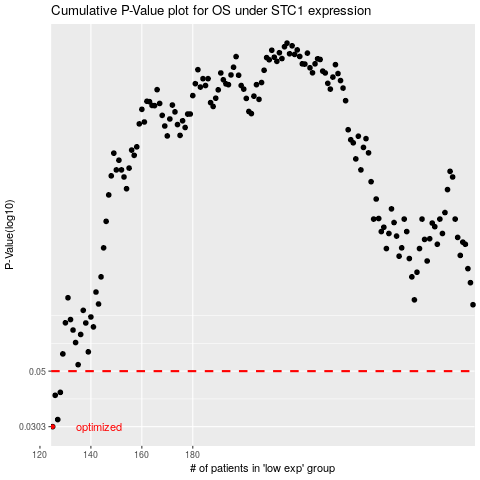 Cumulative P-Value plot for OS under STC1 expression
P-Value(log10)
0.05
0.0303
optimized
120 140 160 180
# of patients in 'low exp' group